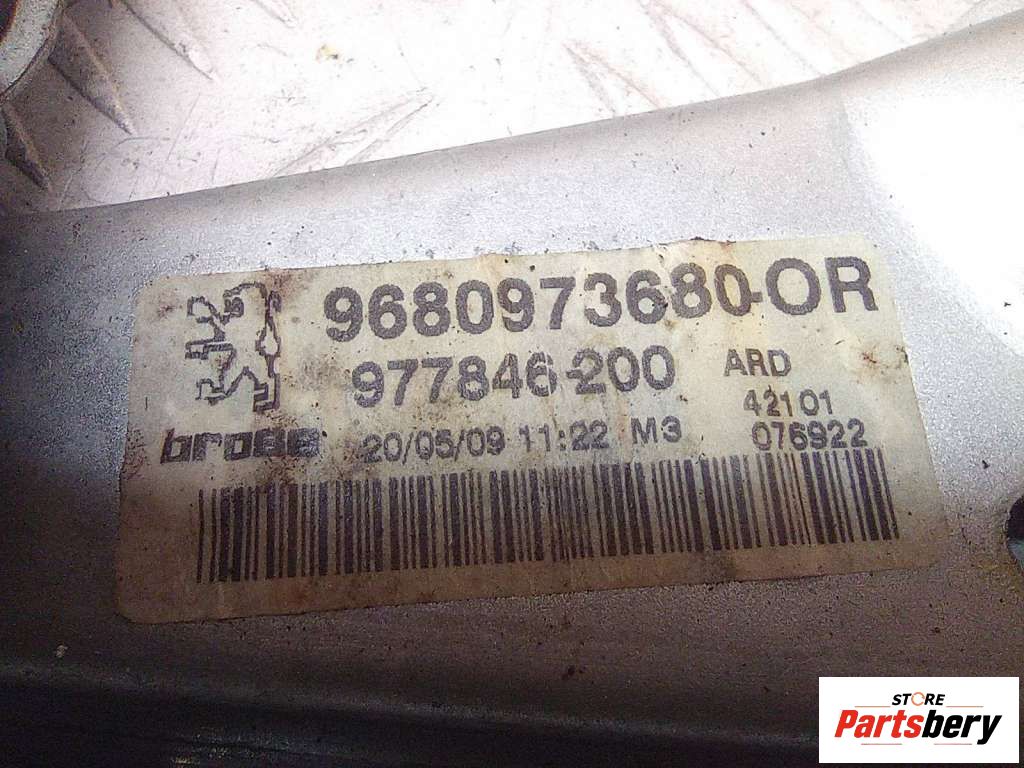 9680973680-OR
977846-200 ARD
42101
brose 20/05/09 11:22 M3 076922
STORE
Partsbery